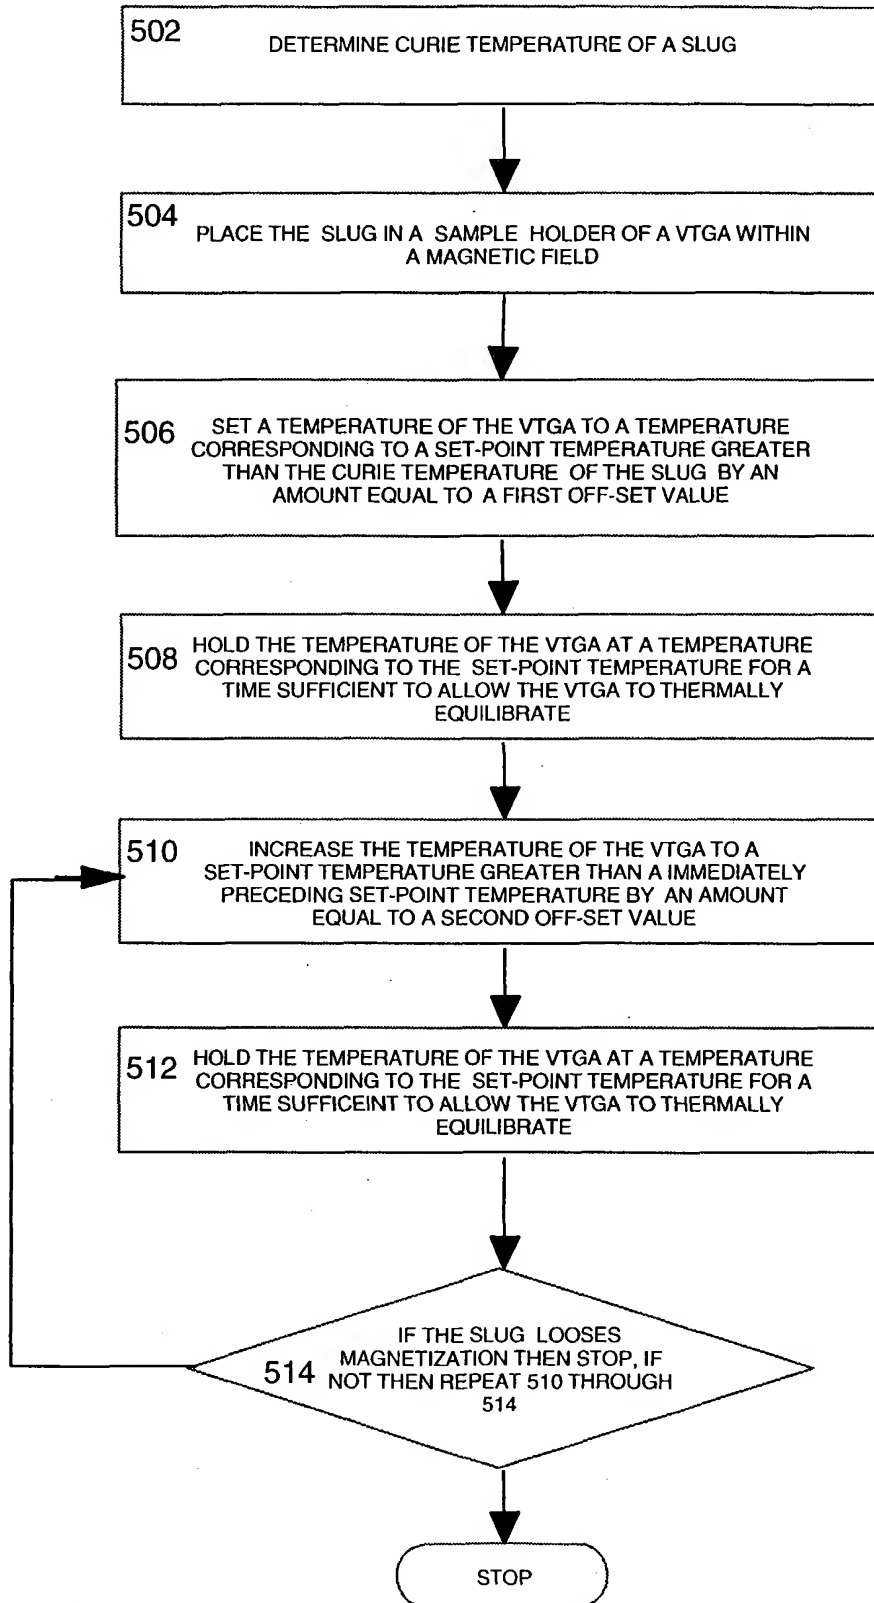 502
DETERMINE CURIE TEMPERATURE OF A SLUG
504
PLACE THE SLUG IN A SAMPLE HOLDER OF A VTGA WITHIN
A MAGNETIC FIELD
506
SET A TEMPERATURE OF THE VTGA TO A TEMPERATURE
CORRESPONDING TO A SET-POINT TEMPERATURE GREATER
THAN THE CURIE TEMPERATURE OF THE SLUG BY AN
AMOUNT EQUAL TO A FIRST OFF-SET VALUE
508
HOLD THE TEMPERATURE OF THE VTGA AT A TEMPERATURE
CORRESPONDING TO THE SET-POINT TEMPERATURE FOR A
TIME SUFFICIENT TO ALLOW THE VTGA TO THERMALLY
EQUILIBRATE
510
INCREASE THE TEMPERATURE OF THE VTGA TO A
SET-POINT TEMPERATURE GREATER THAN A IMMEDIATELY
PRECEDING SET-POINT TEMPERATURE BY AN AMOUNT
EQUAL TO A SECOND OFF-SET VALUE
512
HOLD THE TEMPERATURE OF THE VTGA AT A TEMPERATURE
CORRESPONDING TO THE SET-POINT TEMPERATURE FOR A
TIME SUFFICEINT TO ALLOW THE VTGA TO THERMALLY
EQUILIBRATE
514
IF THE SLUG LOOSES
MAGNETIZATION THEN STOP, IF
NOT THEN REPEAT 510 THROUGH
514
STOP